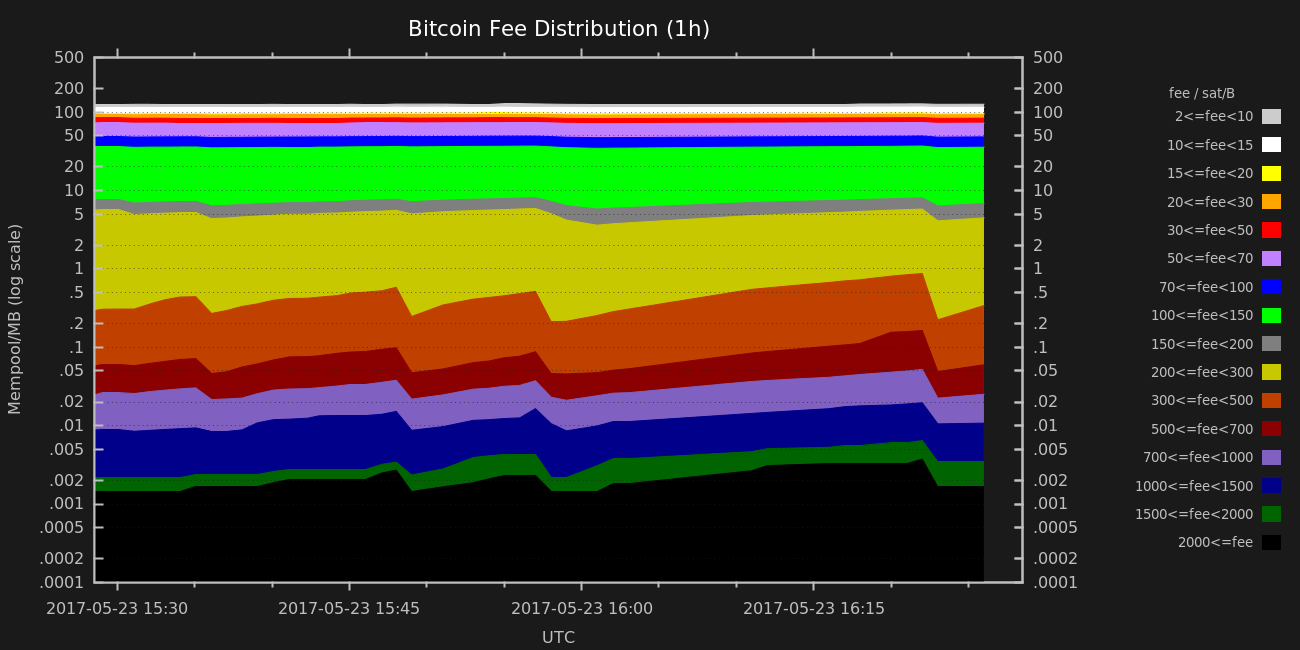 Bitcoin Fee Distribution (1h)
500
200
100
50
20
10
5
2
1
.5
.2
.1
.05
.02
.01
.005
.002
.001
.0005
.0002
.0001
Mempool/MB (log scale)
500
200
100
50
20
10
5
2
1
.5
.2
.1
.05
.02
.01
.005
.002
.001
.0005
.0002
.0001
2017-05-23 15:30
2017-05-23 15:45
2017-05-23 16:00
2017-05-23 16:15
UTC
fee / sat/B
2<=fee<10
10<=fee<15
15<=fee<20
20<=fee<30
30<=fee<50
50<=fee<70
70<=fee<100
100<=fee<150
150<=fee<200
200<=fee<300
300<=fee<500
500<=fee<700
700<=fee<1000
1000<=fee<1500
1500<=fee<2000
2000<=fee